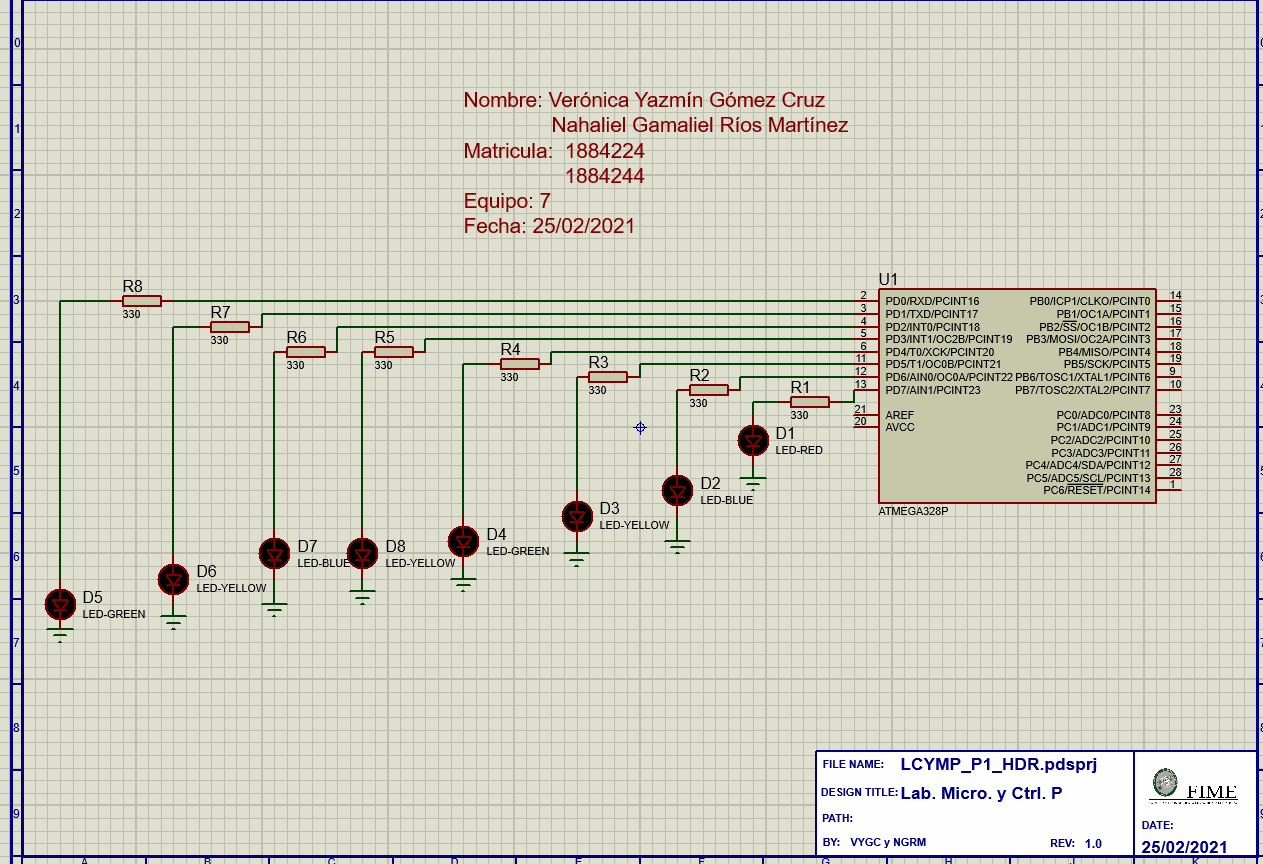 Nombre: Verónica Yazmín Gómez Cruz
Nahaliel Gamaliel Ríos Martínez
Matricula: 1884224
1884244
Equipo: 7
Fecha: 25/02/2021
0
1
2
3
4
5
6
7
8
9
R8
330
R7
330
R6
330
R5
330
R4
330
R3
330
R2
330
R1
330
D1
LED-RED
D2
LED-BLUE
D3
LED-YELLOW
D4
LED-GREEN
D7
LED-BLUE
D8
LED-YELLOW
D6
LED-YELLOW
D5
LED-GREEN
U1
2 PD0/RXD/PCINT16 PB0/ICP1/CLKO/PCINT0 14
3 PD1/TXD/PCINT17 PB1/OC1A/PCINT1 15
4 PD2/INT0/PCINT18 PB2/SS/OC1B/PCINT2 16
5 PD3/INT1/OC2B/PCINT19 PB3/MOSI/OC2A/PCINT3 17
6 PD4/T0/XCK/PCINT20 PB4/MISO/PCINT4 18
11 PD5/T1/OC0B/PCINT21 PB5/SCK/PCINT5 19
12 PD6/AIN0/OC0A/PCINT22 PB6/TOSC1/XTAL1/PCINT6 9
13 PD7/AIN1/PCINT23 PB7/TOSC2/XTAL2/PCINT7 10
21 AREF PC0/ADC0/PCINT8 23
20 AVCC PC1/ADC1/PCINT9 24
PC2/ADC2/PCINT10 25
PC3/ADC3/PCINT11 26
PC4/ADC4/SDA/PCINT12 27
PC5/ADC5/SCL/PCINT13 28
PC6/RESET/PCINT14 1
ATMEGA328P
FILE NAME: LCYMP_P1_HDR.pdsprj
DESIGN TITLE: Lab. Micro. y Ctrl. P
PATH:
BY: VYGC y NGRM REV: 1.0
FIME
DATE:
25/02/2021